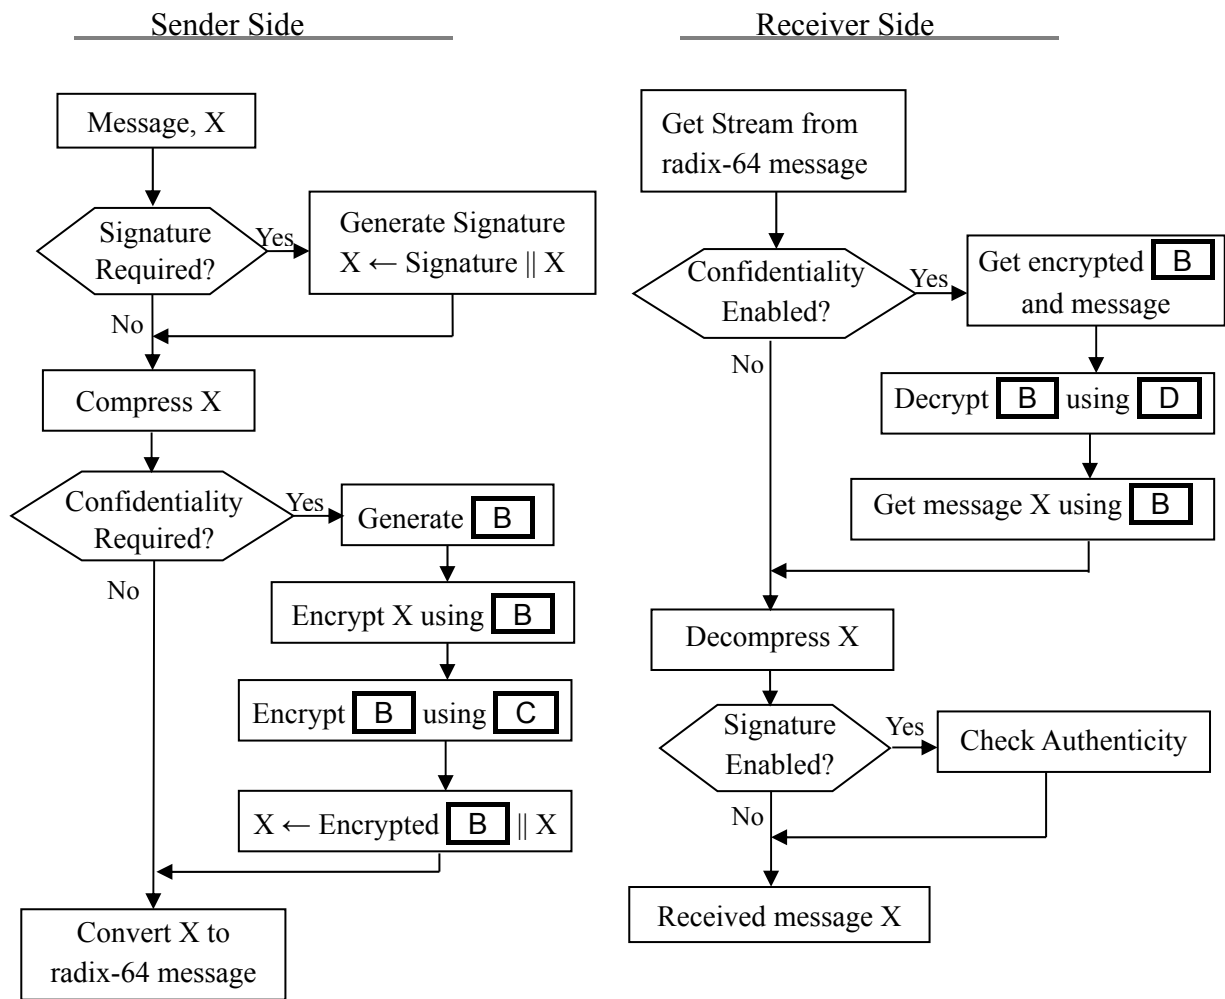 Sender Side
Message, X
Signature
Required?
Yes
Generate Signature
X ← Signature || X
No
Compress X
Confidentiality
Required?
Yes
Generate B
No
Encrypt X using B
Encrypt B using C
X ← Encrypted B || X
Convert X to
radix-64 message
Receiver Side
Get Stream from
radix-64 message
Confidentiality
Enabled?
Yes
Get encrypted B
and message
No
Decrypt B using D
Get message X using B
Decompress X
Signature
Enabled?
Yes
Check Authenticity
No
Received message X